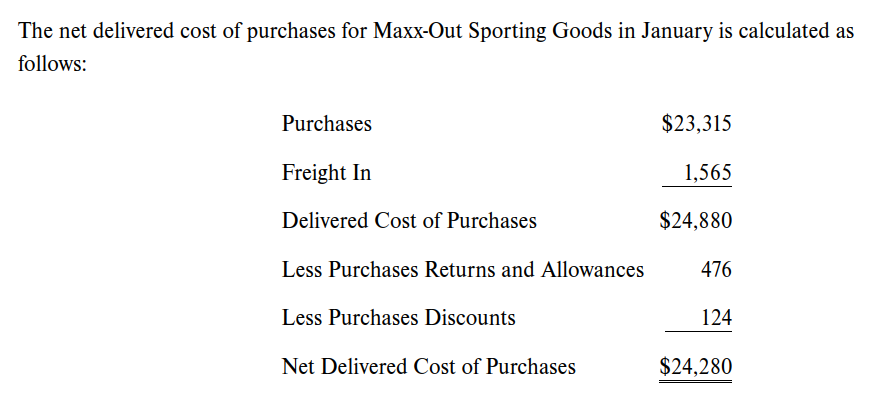 The net delivered cost of purchases for Maxx-Out Sporting Goods in January is calculated as
follows:
Purchases $23,315
Freight In 1,565
Delivered Cost of Purchases $24,880
Less Purchases Returns and Allowances 476
Less Purchases Discounts 124
Net Delivered Cost of Purchases $24,280